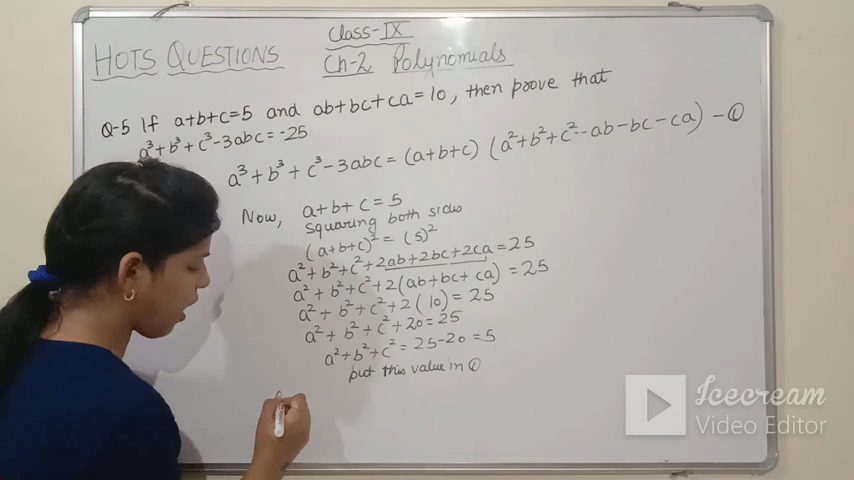 Class-IX
HOTS QUESTIONS
Ch-2 Polynomials
Q-5 If a+b+c=5 and ab+bc+ca=10, then prove that
a³+b³+c³-3abc=-25
a³+b³+c³-3abc=(a+b+c) (a²+b²+c²-ab-bc-ca) -①
Now, a+b+c=5
squaring both sides
(a+b+c)²=(5)²
a²+b²+c²+2ab+2bc+2ca=25
a²+b²+c²+2(ab+bc+ca)=25
a²+b²+c²+2(10)=25
a²+b²+c²+20=25
a²+b²+c²=25-20=5
put this value in ①
Icecream
Video Editor